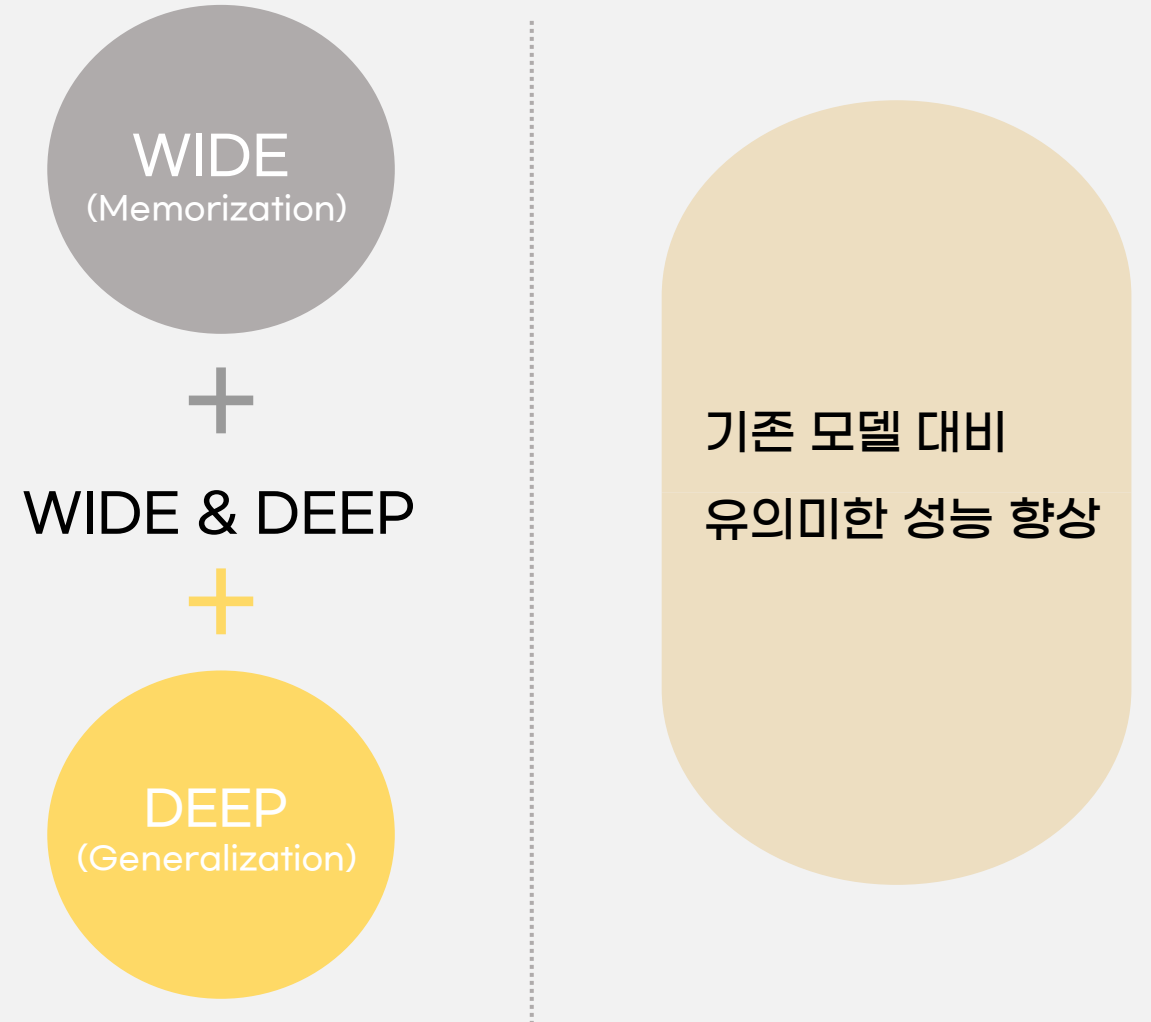 WIDE
(Memorization)
+
WIDE & DEEP
+
DEEP
(Generalization)
기존 모델 대비
유의미한 성능 향상